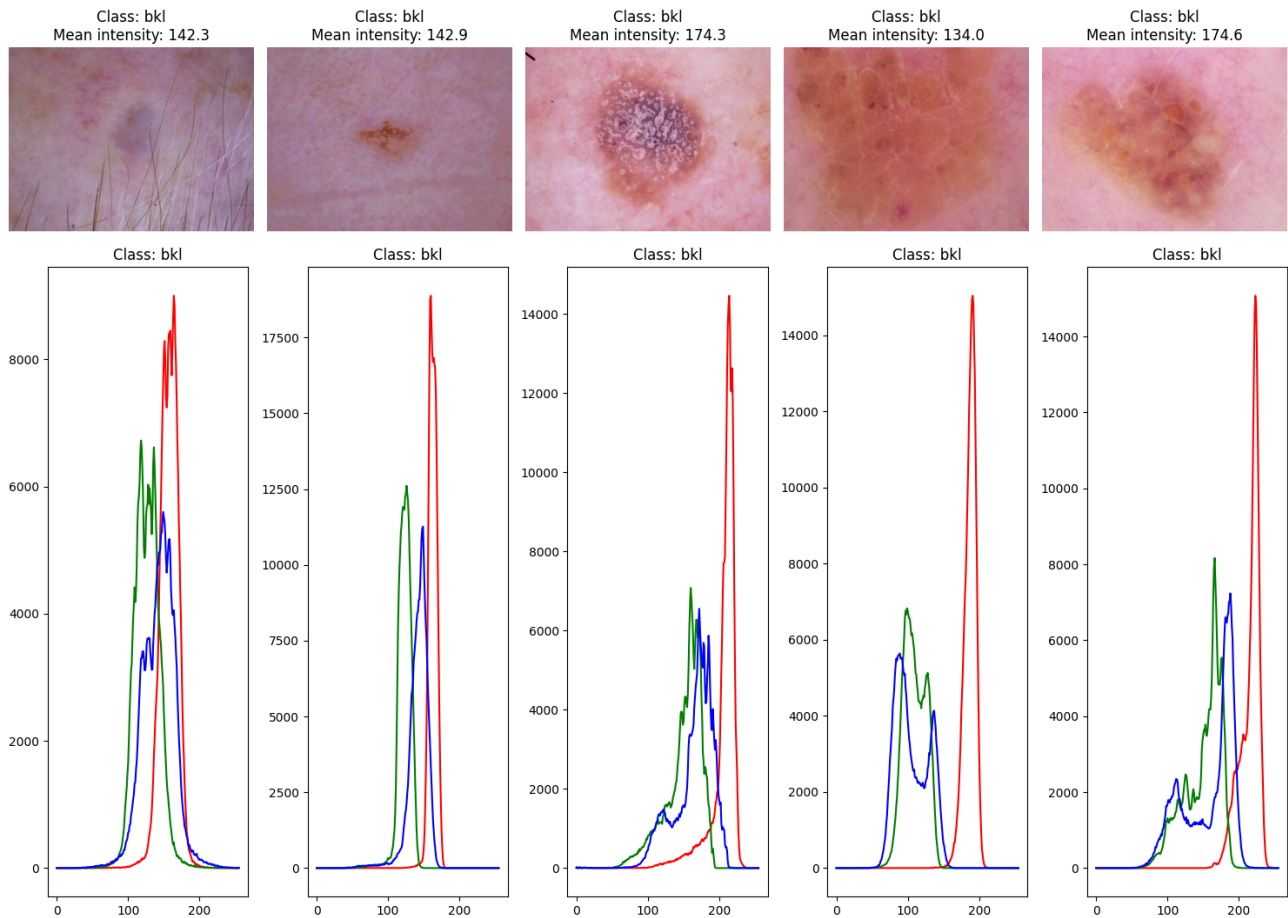 Class: bkl
Mean intensity: 142.3
Class: bkl
Mean intensity: 142.9
Class: bkl
Mean intensity: 174.3
Class: bkl
Mean intensity: 134.0
Class: bkl
Mean intensity: 174.6
Class: bkl
8000
6000
4000
2000
0
0 100 200
Class: bkl
17500
15000
12500
10000
7500
5000
2500
0
0 100 200
Class: bkl
14000
12000
10000
8000
6000
4000
2000
0
0 100 200
Class: bkl
14000
12000
10000
8000
6000
4000
2000
0
0 100 200
Class: bkl
14000
12000
10000
8000
6000
4000
2000
0
0 100 200